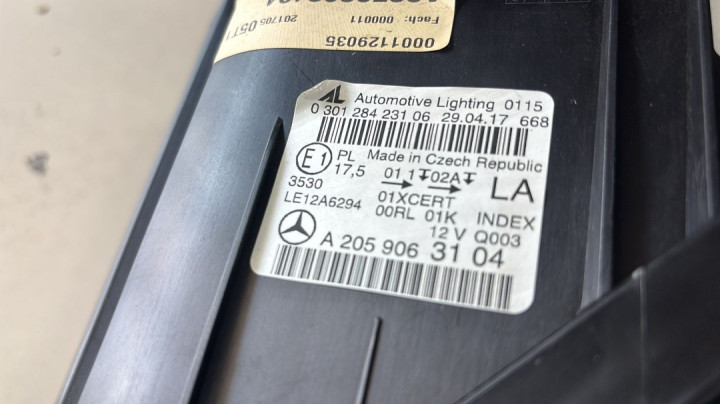 0001129035
Fach: 000011
201705 05T1
AL Automotive Lighting 0115
0 301 284 231 06 29.04.17 668
E1 PL Made in Czech Republic
17,5 01 1 02A
3530 LA
LE12A6294 01XCERT
00RL 01K INDEX
12 V Q003
A 205 906 31 04